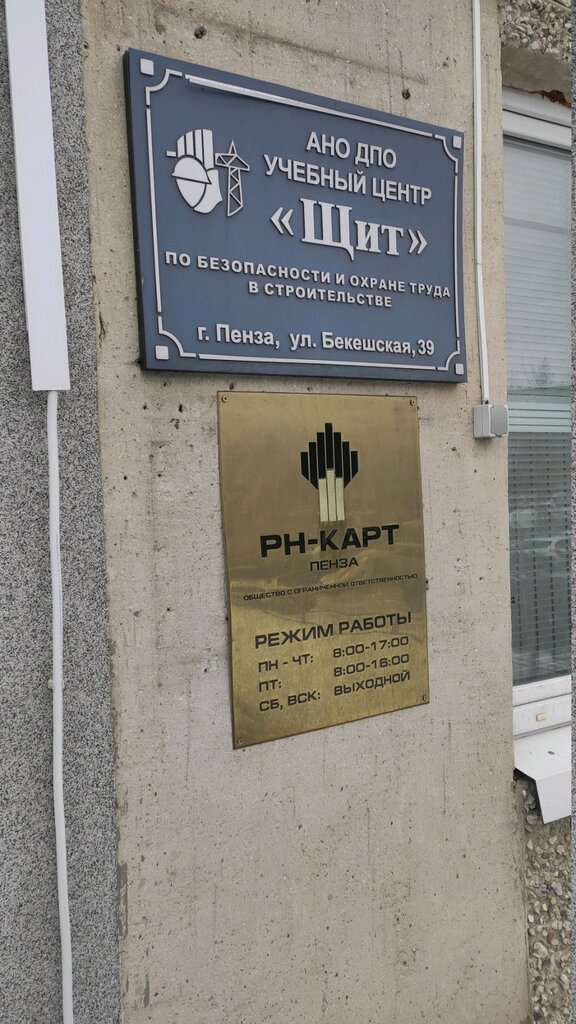 АНО ДПО
УЧЕБНЫЙ ЦЕНТР
«Щит»
ПО БЕЗОПАСНОСТИ И ОХРАНЕ ТРУДА
В СТРОИТЕЛЬСТВЕ
г. Пенза, ул. Бекешская, 39
РН-КАРТ
ПЕНЗА
ОБЩЕСТВО С ОГРАНИЧЕННОЙ ОТВЕТСТВЕННОСТЬЮ
РЕЖИМ РАБОТЫ
ПН - ЧТ: 8:00-17:00
ПТ: 8:00-16:00
СБ, ВСК: ВЫХОДНОЙ